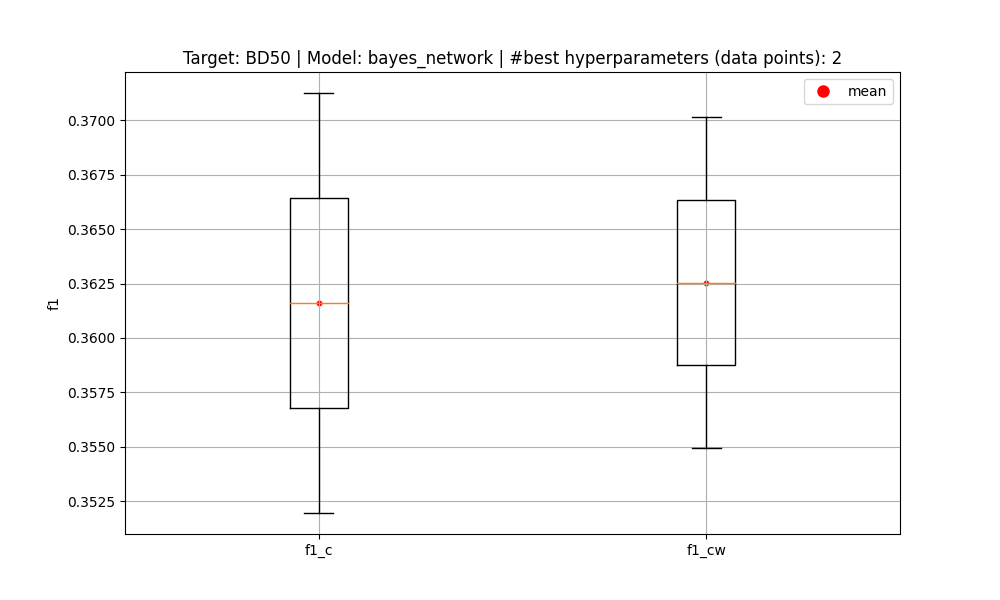 Target: BD50 | Model: bayes_network | #best hyperparameters (data points): 2
mean
0.3700
0.3675
0.3650
0.3625
0.3600
0.3575
0.3550
0.3525
f1
f1_c
f1_cw